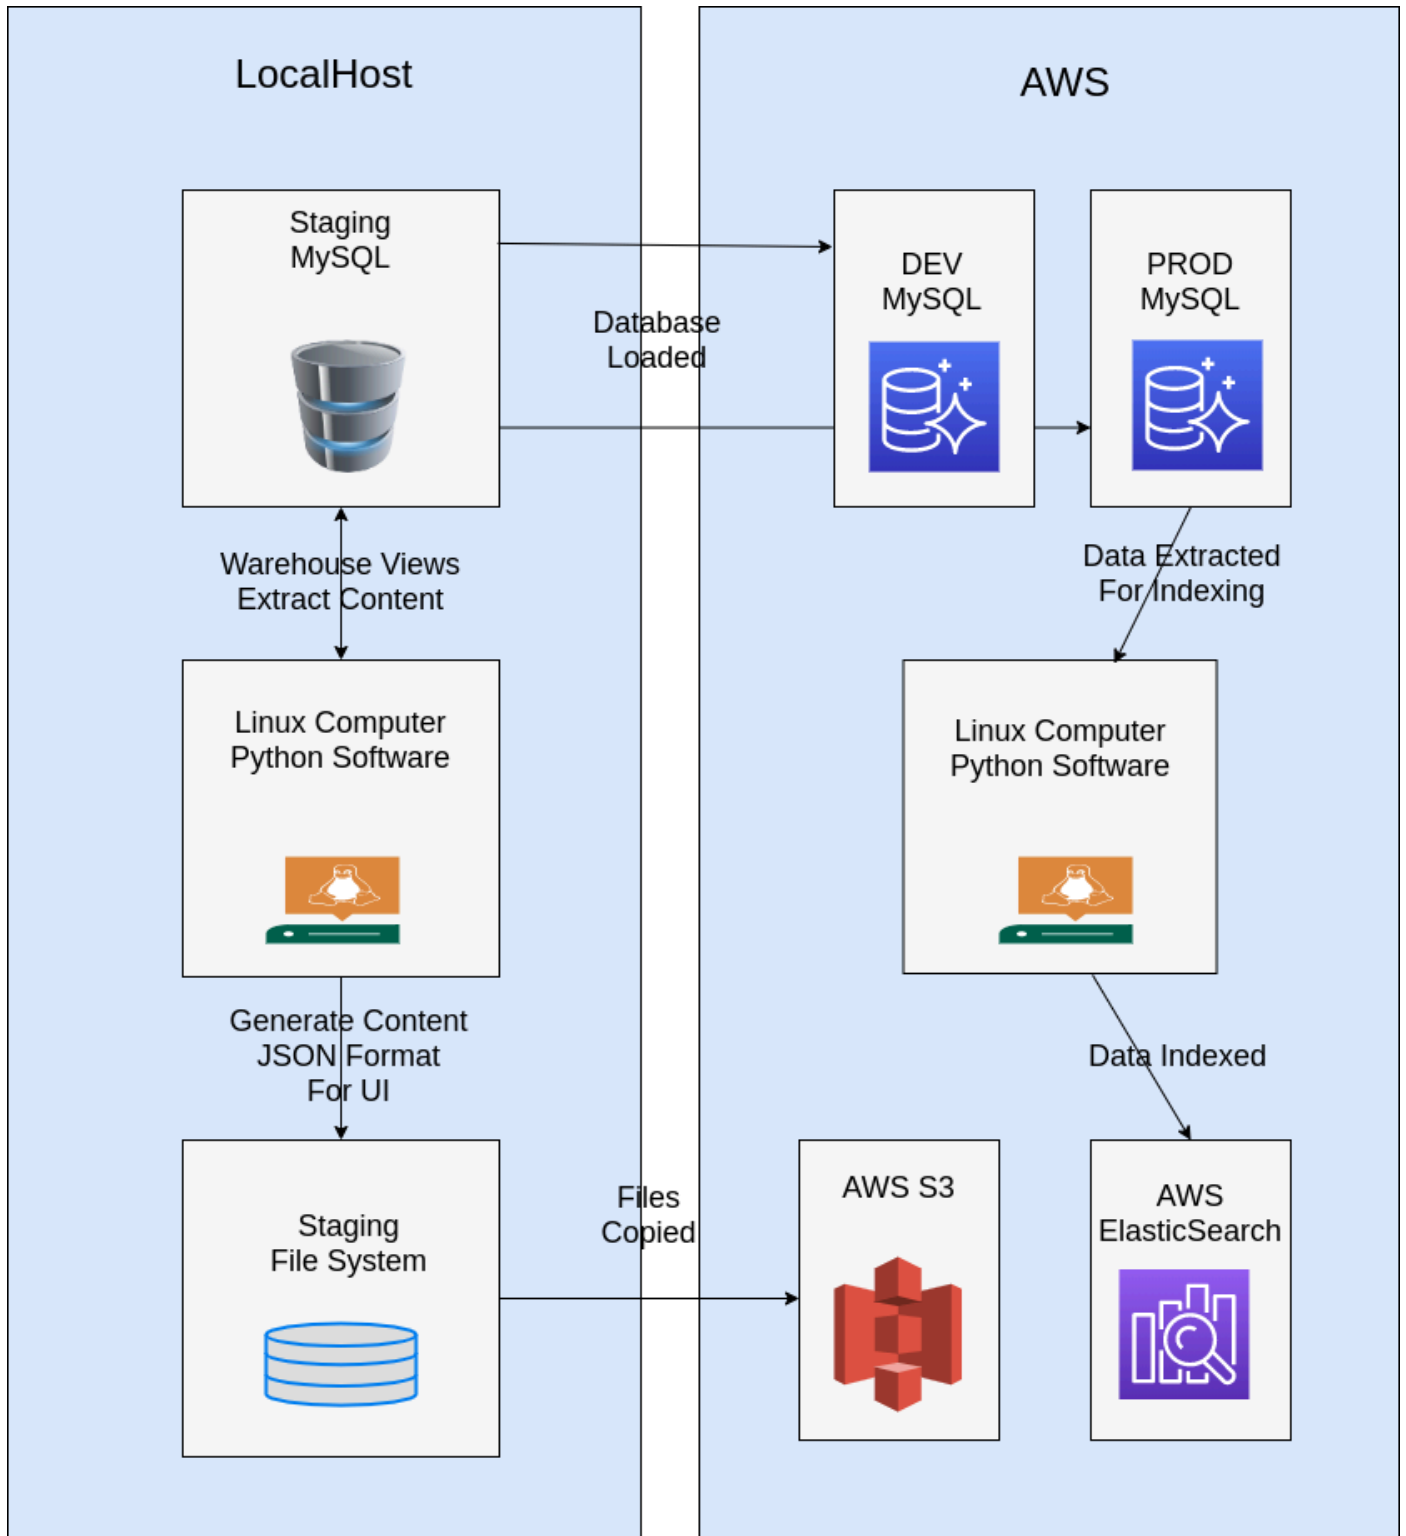 LocalHost
AWS
Staging
MySQL
DEV
MySQL
PROD
MySQL
Database
Loaded
Warehouse Views
Extract Content
Data Extracted
For Indexing
Linux Computer
Python Software
Linux Computer
Python Software
Generate Content
JSON Format
For UI
Data Indexed
Staging
File System
Files
Copied
AWS S3
AWS
ElasticSearch